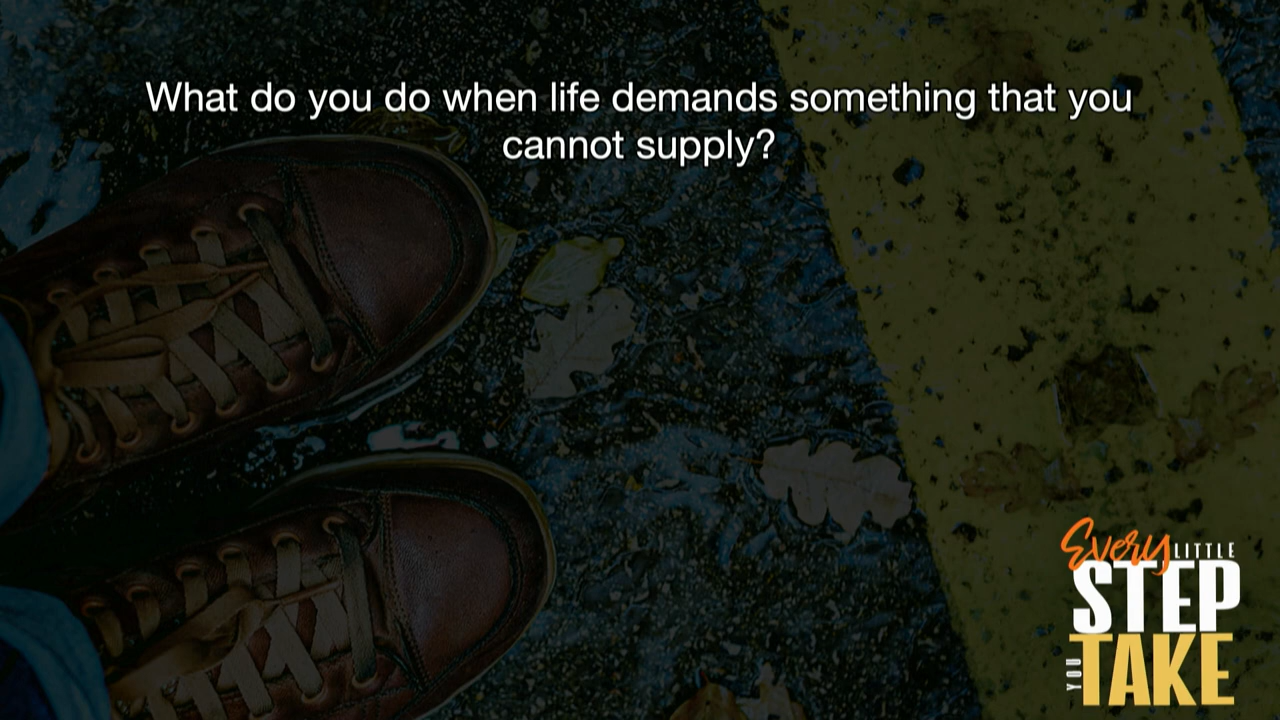 What do you do when life demands something that you
cannot supply?
Every LITTLE
STEP
YOU TAKE